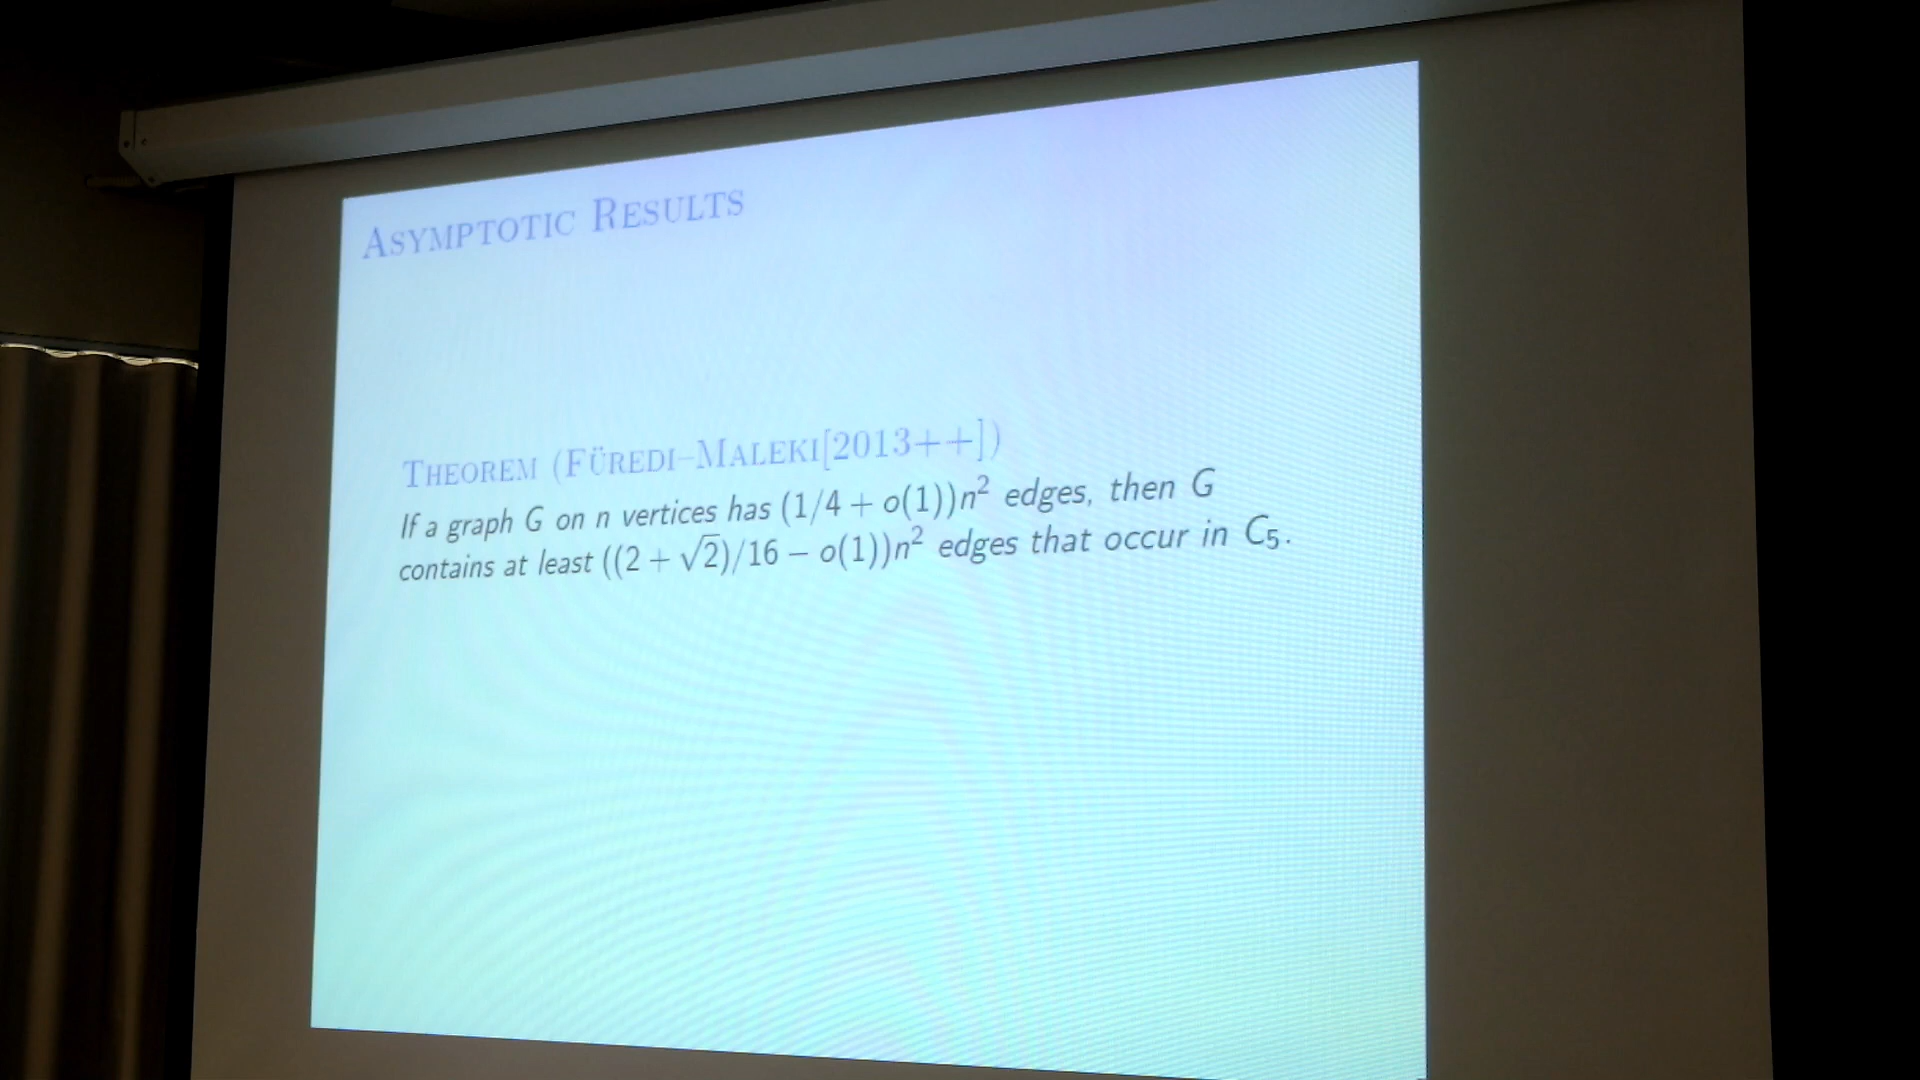 ASYMPTOTIC RESULTS
THEOREM (FÜREDI–MALEKI[2013++])
If a graph G on n vertices has (1/4 + o(1))n² edges, then G
contains at least ((2 + √2)/16 − o(1))n² edges that occur in C₅.